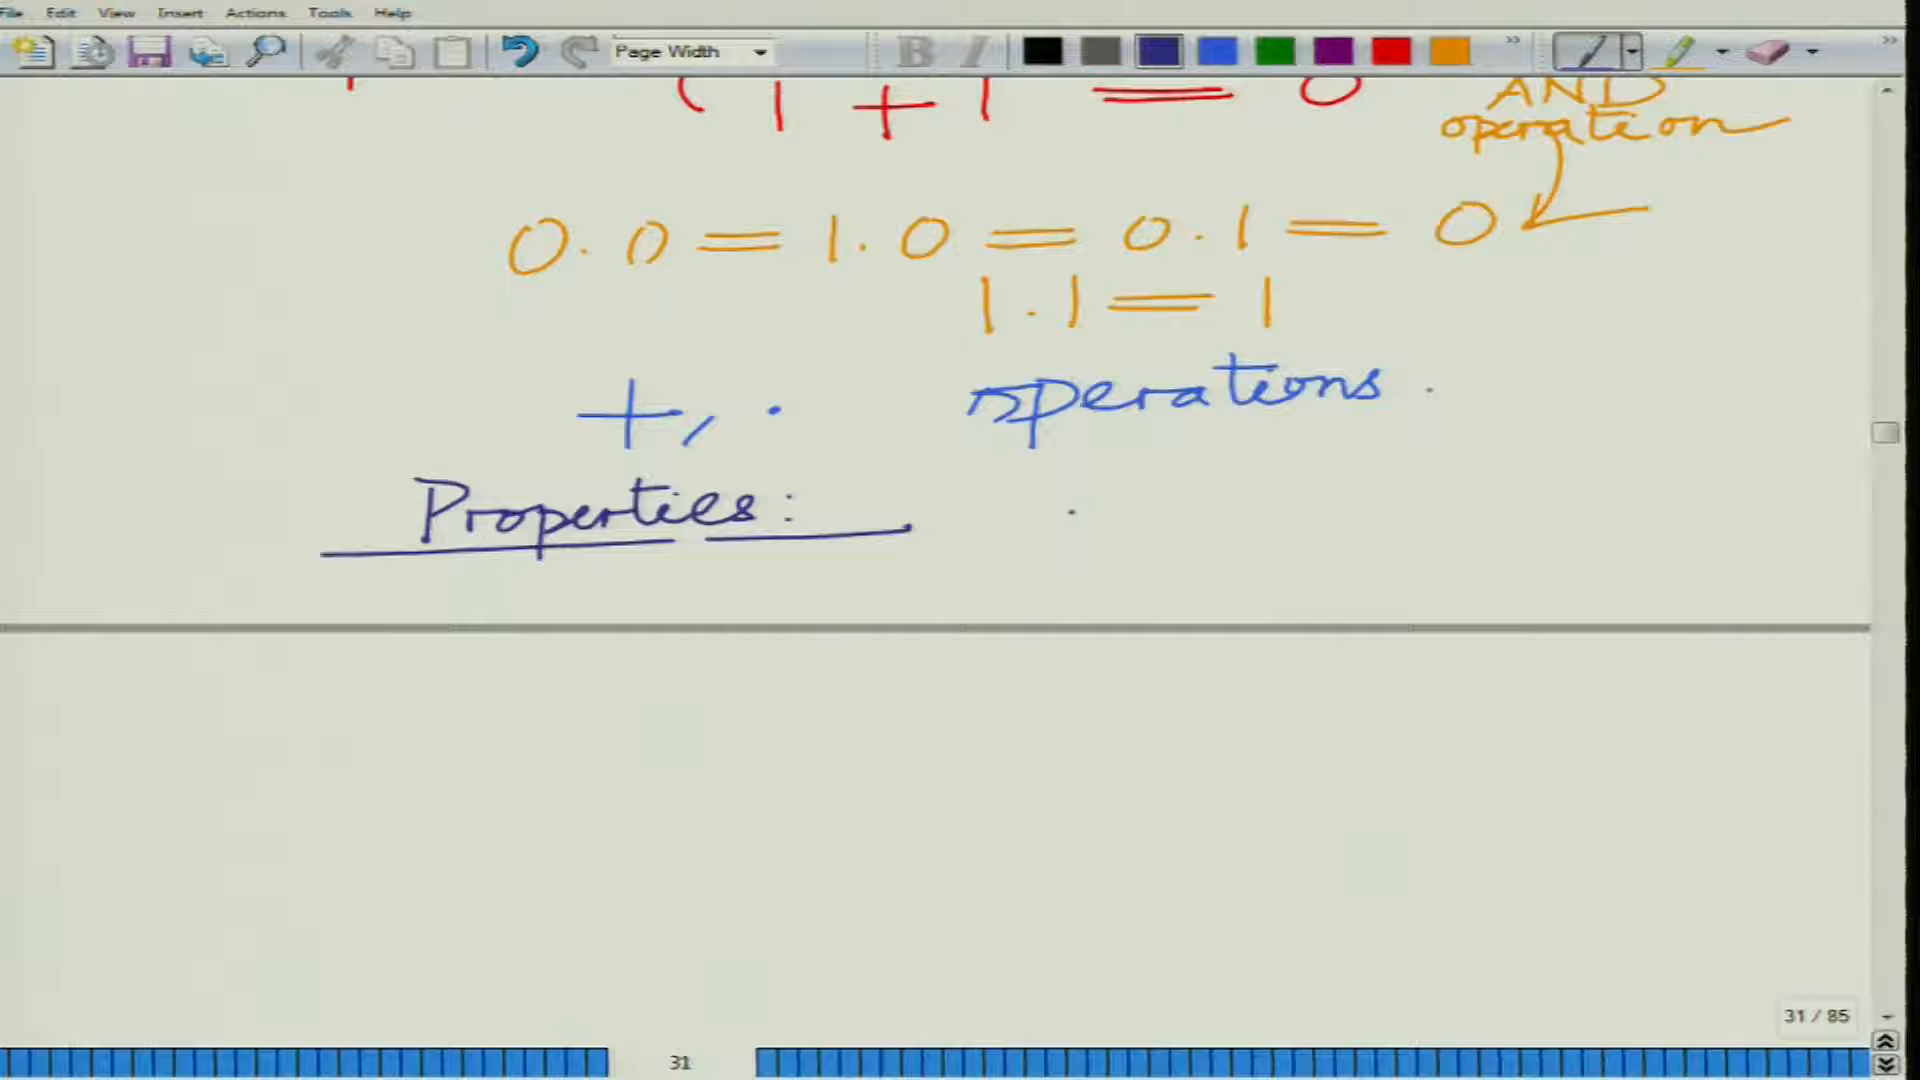 File Edit View Insert Actions Tools Help
Page Width B I
1 + 1 = 0
AND
operation
0.0 = 1.0 = 0.1 = 0
1.1 = 1
+, . operations.
Properties:
31 / 85
31